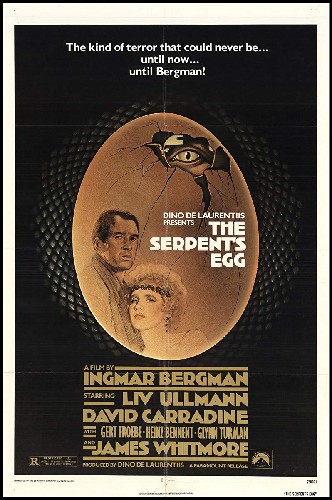 The kind of terror that could never be...
until now...
until Bergman!
DINO DE LAURENTIIS
PRESENTS
THE
SERPENT'S
EGG
A FILM BY
INGMAR BERGMAN
STARRING LIV ULLMANN
DAVID CARRADINE
WITH GERT FROEBE · HEINZ BENNENT · GLYNN TURMAN
AND JAMES WHITMORE
PRODUCED BY DINO DE LAURENTIIS A PARAMOUNT RELEASE
R